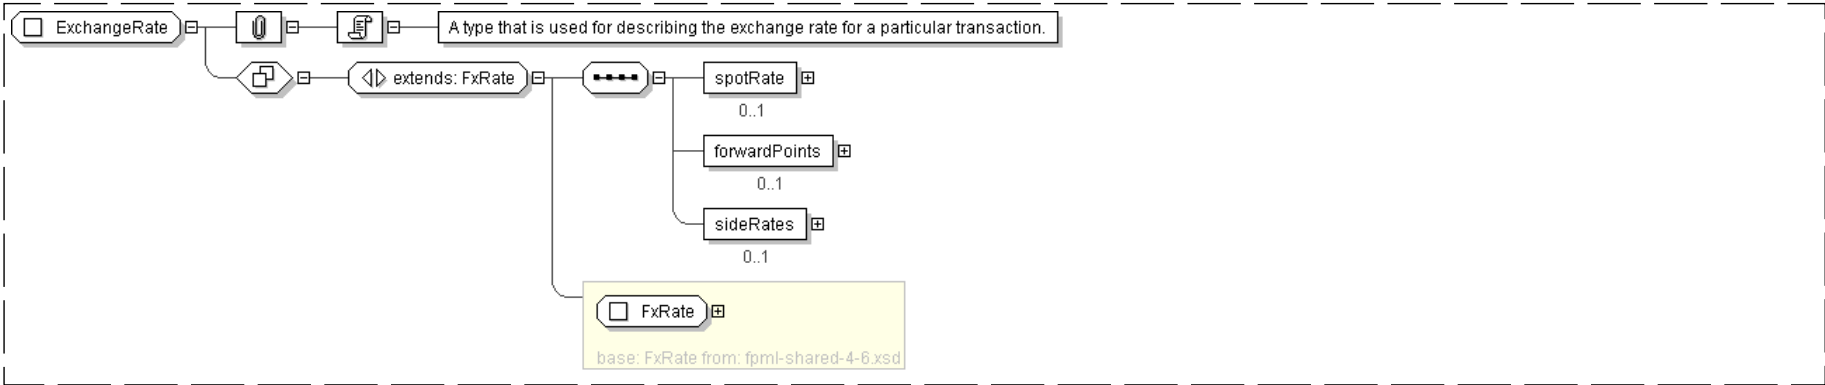 ExchangeRate
A type that is used for describing the exchange rate for a particular transaction.
extends: FxRate
spotRate
0..1
forwardPoints
0..1
sideRates
0..1
FxRate
base: FxRate from: fpml-shared-4-6.xsd